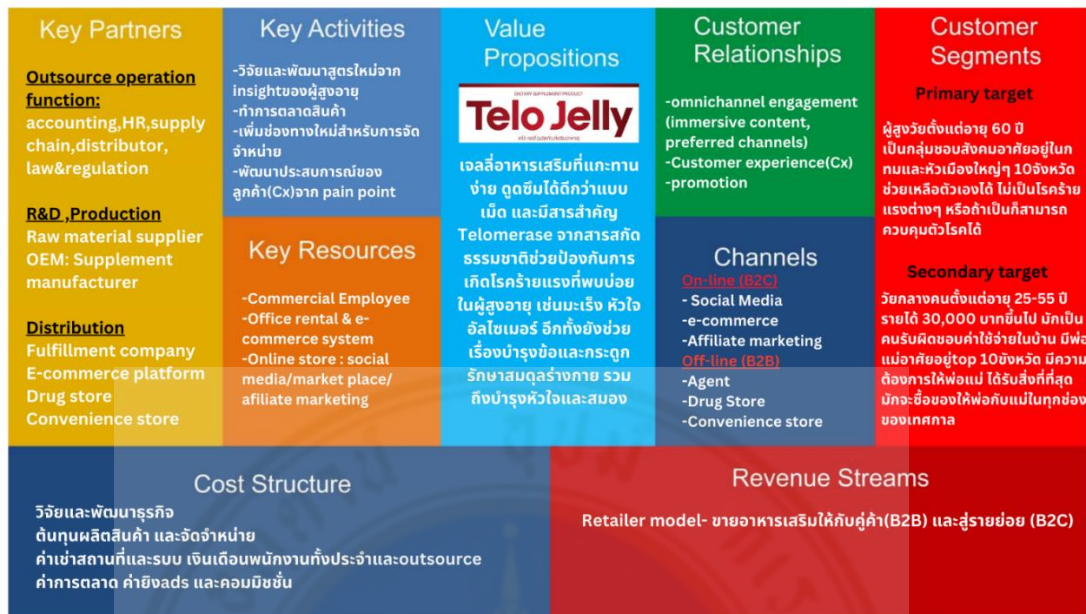 Key Partners
Outsource operation
function:
accounting,HR,supply
chain,distributor,
law&regulation
R&D ,Production
Raw material supplier
OEM: Supplement
manufacturer
Distribution
Fulfillment company
E-commerce platform
Drug store
Convenience store
Key Activities
-วิจัยและพัฒนาสูตรใหม่จาก
insightของผู้สูงอายุ
-ทำการตลาดสินค้า
-เพิ่มช่องทางใหม่สำหรับการจัด
จำหน่าย
-พัฒนาประสบการณ์ของ
ลูกค้า(Cx)จาก pain point
Key Resources
-Commercial Employee
-Office rental & e-
commerce system
-Online store : social
media/market place/
afiliate marketing
Value
Propositions
DIETARY SUPPLEMENT PRODUCT
Telo Jelly
เจลลี่อาหารเสริมที่แกะทาน
ง่าย ดูดซึมได้ดีกว่าแบบ
เม็ด และมีสารสำคัญ
Telomerase จากสารสกัด
ธรรมชาติช่วยป้องกันการ
เกิดโรคร้ายแรงที่พบบ่อย
ในผู้สูงอายุ เช่นมะเร็ง หัวใจ
อัลไซเมอร์ อีกทั้งยังช่วย
เรื่องบำรุงข้อและกระดูก
รักษาสมดุลร่างกาย รวม
ถึงบำรุงหัวใจและสมอง
Customer
Relationships
-omnichannel engagement
(immersive content,
preferred channels)
-Customer experience(Cx)
-promotion
Channels
On-line (B2C)
- Social Media
-e-commerce
-Affiliate marketing
Off-line (B2B)
-Agent
-Drug Store
-Convenience store
Customer
Segments
Primary target
ผู้สูงวัยตั้งแต่อายุ 60 ปี
เป็นกลุ่มชอบสังคมอาศัยอยู่ในก
ทมและหัวเมืองใหญ่ๆ 10จังหวัด
ช่วยเหลือตัวเองได้ ไม่เป็นโรคร้าย
แรงต่างๆ หรือถ้าเป็นก็สามารถ
ควบคุมตัวโรคได้
Secondary target
วัยกลางคนตั้งแต่อายุ 25-55 ปี
รายได้ 30,000 บาทขึ้นไป มักเป็น
คนรับผิดชอบค่าใช้จ่ายในบ้าน มีพ่อ
แม่อาศัยอยู่top 10จังหวัด มีความ
ต้องการให้พ่อแม่ ได้รับสิ่งที่ที่สุด
มักจะซื้อของให้พ่อกับแม่ในทุกช่อง
ของเทศกาล
Cost Structure
วิจัยและพัฒนาธุรกิจ
ต้นทุนผลิตสินค้า และจัดจำหน่าย
ค่าเช่าสถานที่และรบบ เงินเดือนพนักงานทั้งประจำและoutsource
ค่าการตลาด ค่ายิงads และคอมมิชชั่น
Revenue Streams
Retailer model- ขายอาหารเสริมให้กับคู่ค้า(B2B) และสู่รายย่อย (B2C)